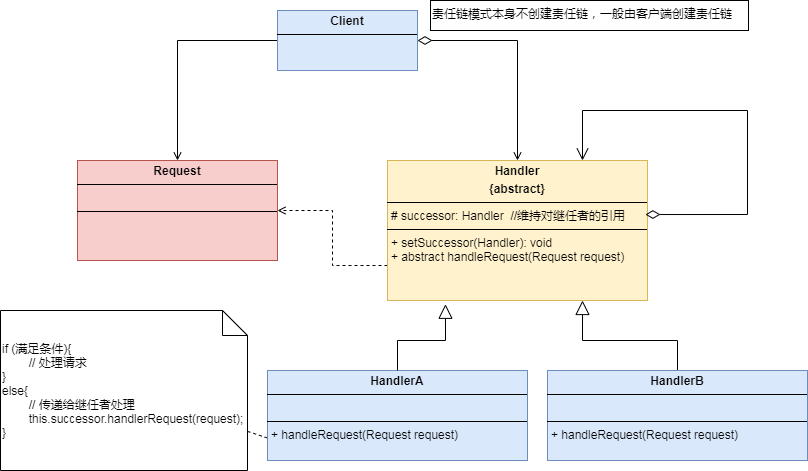 Client
责任链模式本身不创建责任链，一般由客户端创建责任链
Request
Handler
{abstract}
# successor: Handler  //维持对继任者的引用
+ setSuccessor(Handler): void
+ abstract handleRequest(Request request)
if (满足条件){
// 处理请求
}
else{
// 传递给继任者处理
this.successor.handlerRequest(request);
}
HandlerA
+ handleRequest(Request request)
HandlerB
+ handleRequest(Request request)